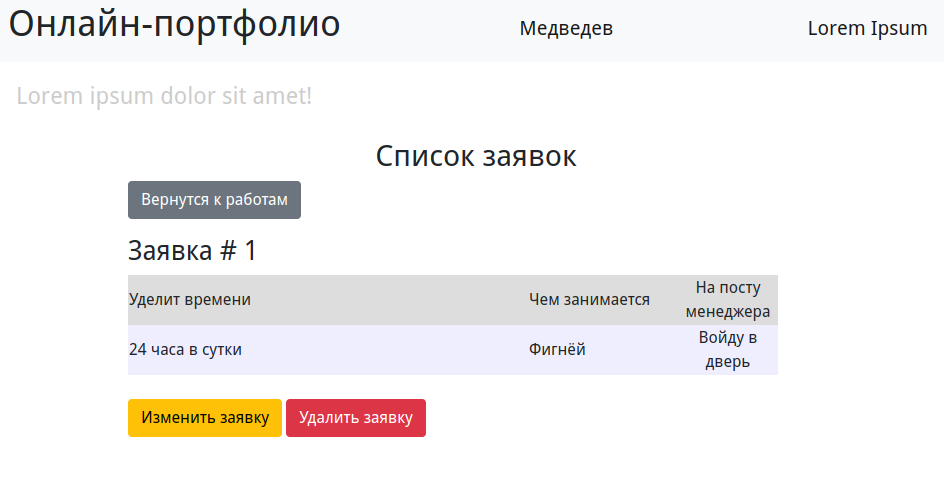 Онлайн-портфолио Медведев Lorem Ipsum
Lorem ipsum dolor sit amet!
Список заявок
Вернутся к работам
Заявка # 1
Уделит времени
Чем занимается
На посту
менеджера
24 часа в сутки
Фигнёй
Войду в
дверь
Изменить заявку
Удалить заявку